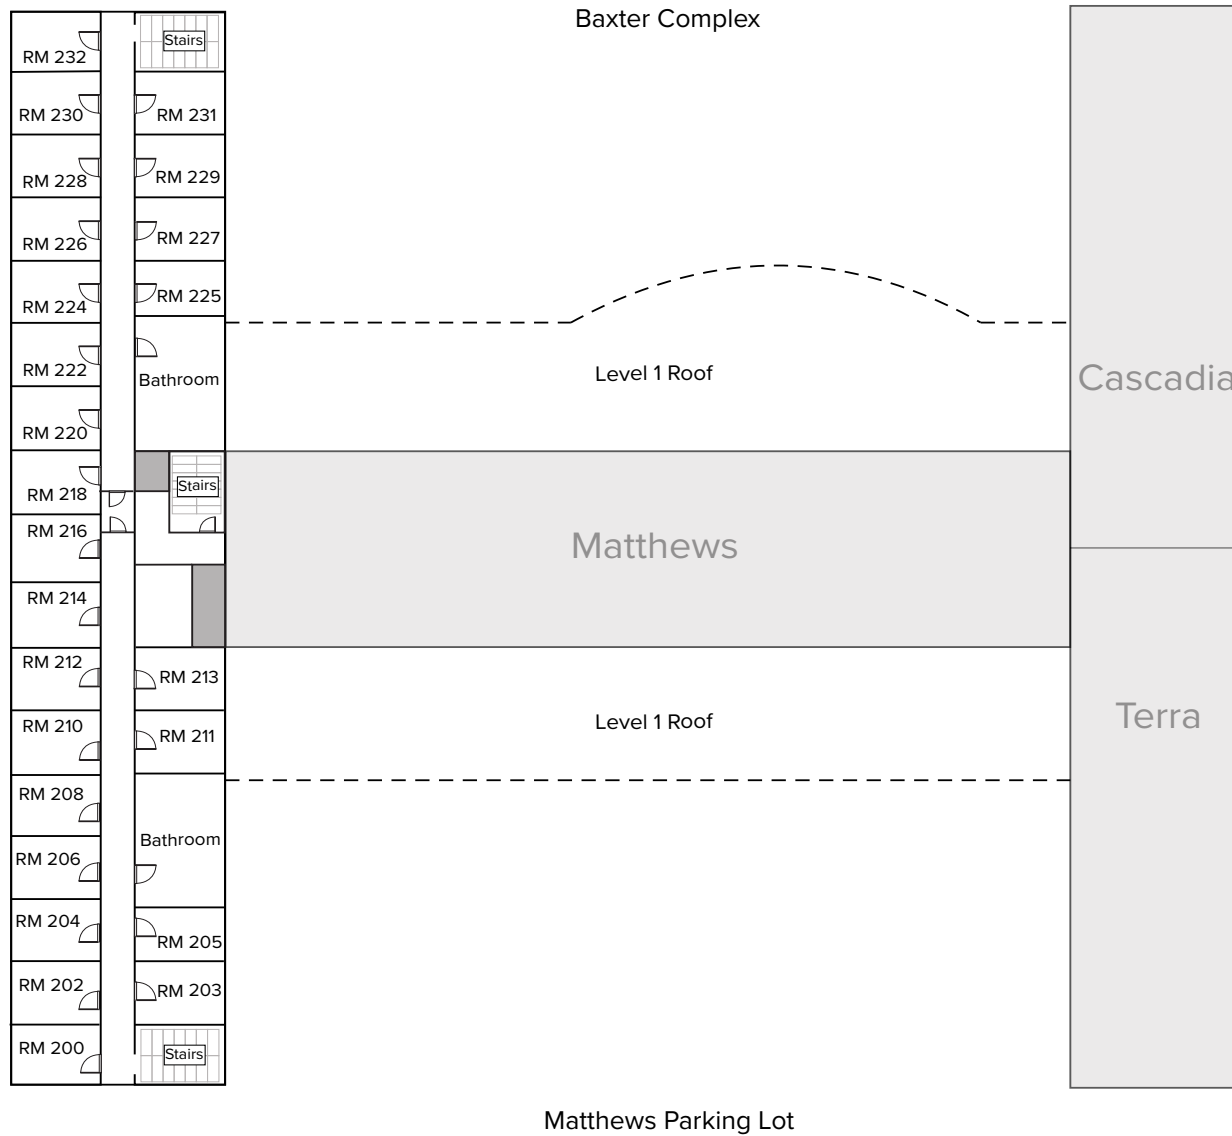 Baxter Complex
Stairs
RM 232
RM 230
RM 231
RM 228
RM 229
RM 226
RM 227
RM 224
RM 225
RM 222
Bathroom
Level 1 Roof
Cascadia
RM 220
RM 218
Stairs
RM 216
Matthews
RM 214
RM 212
RM 213
RM 210
RM 211
Level 1 Roof
Terra
RM 208
RM 206
Bathroom
RM 204
RM 205
RM 202
RM 203
RM 200
Stairs
Matthews Parking Lot